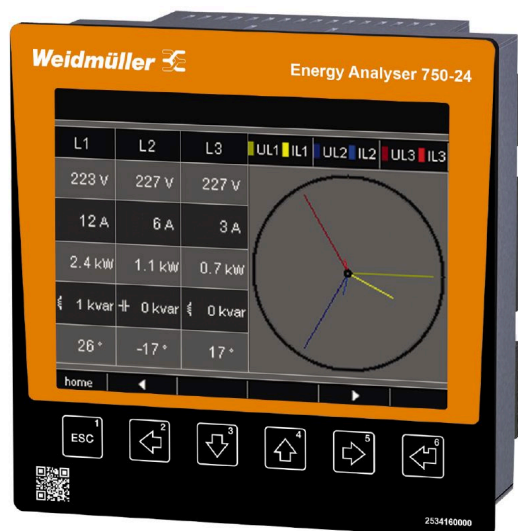 Weidmüller
Energy Analyser 750-24
L1 L2 L3 UL1 IL1 UL2 IL2 UL3 IL3
223 V 227 V 227 V
12 A 6 A 3 A
2.4 kW 1.1 kW 0.7 kW
1 kvar 0 kvar 0 kvar
26 ° -17 ° 17 °
home
1 2 3 4 5 6
ESC
2534160000